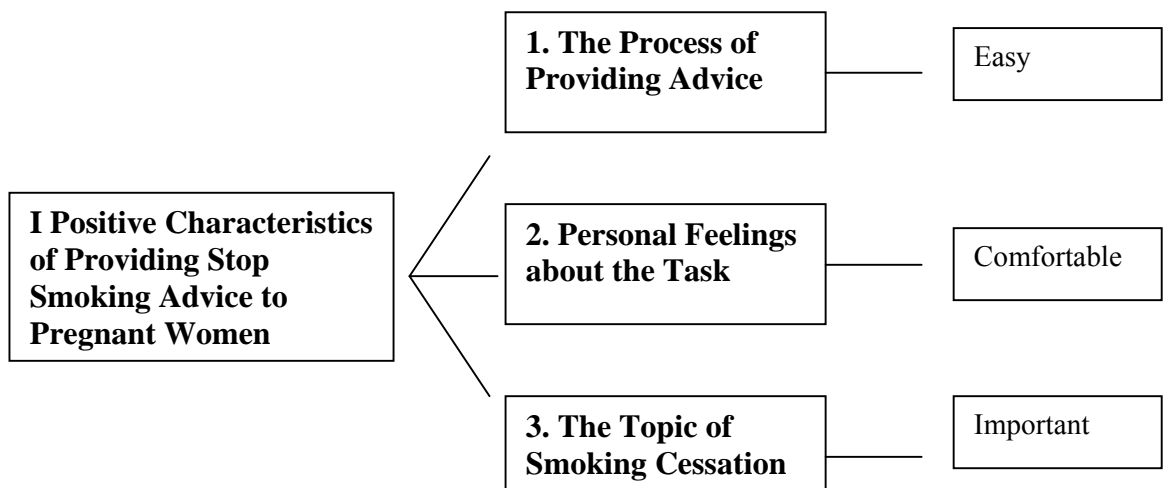 I Positive Characteristics
of Providing Stop
Smoking Advice to
Pregnant Women
1. The Process of
Providing Advice
Easy
2. Personal Feelings
about the Task
Comfortable
3. The Topic of
Smoking Cessation
Important